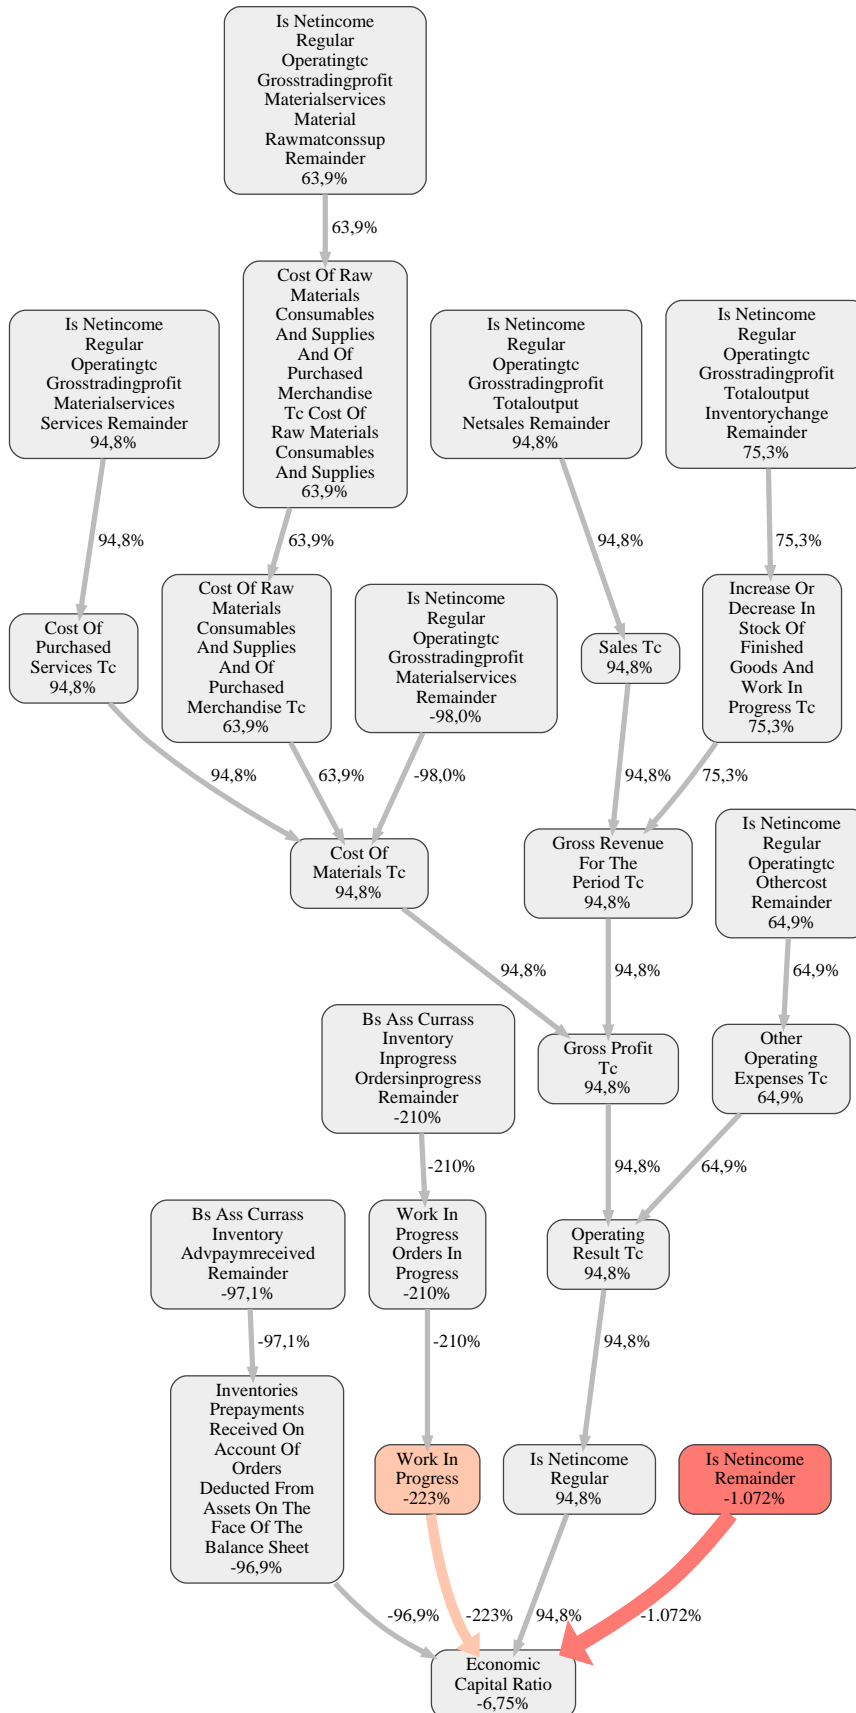 Is Netincome
Regular
Operatingtc
Grosstradingprofit
Materialservices
Material
Rawmatconssup
Remainder
63,9%
63,9%
Cost Of Raw
Materials
Consumables
And Supplies
And Of
Purchased
Merchandise
Tc Cost Of
Raw Materials
Consumables
And Supplies
63,9%
Is Netincome
Regular
Operatingtc
Grosstradingprofit
Materialservices
Services Remainder
94,8%
Is Netincome
Regular
Operatingtc
Grosstradingprofit
Totaloutput
Netsales Remainder
94,8%
Is Netincome
Regular
Operatingtc
Grosstradingprofit
Totaloutput
Inventorychange
Remainder
75,3%
94,8%
63,9%
94,8%
75,3%
Cost Of
Purchased
Services Tc
94,8%
Cost Of Raw
Materials
Consumables
And Supplies
And Of
Purchased
Merchandise Tc
63,9%
Is Netincome
Regular
Operatingtc
Grosstradingprofit
Materialservices
Remainder
-98,0%
Sales Tc
94,8%
Increase Or
Decrease In
Stock Of
Finished
Goods And
Work In
Progress Tc
75,3%
94,8%
63,9%
-98,0%
94,8%
75,3%
Cost Of
Materials Tc
94,8%
Gross Revenue
For The
Period Tc
94,8%
Is Netincome
Regular
Operatingtc
Othercost
Remainder
64,9%
94,8%
94,8%
64,9%
Bs Ass Currass
Inventory
Inprogress
Ordersinprogress
Remainder
-210%
Gross Profit
Tc
94,8%
Other
Operating
Expenses Tc
64,9%
-210%
94,8%
64,9%
Bs Ass Currass
Inventory
Advpaymreceived
Remainder
-97,1%
Work In
Progress
Orders In
Progress
-210%
Operating
Result Tc
94,8%
-97,1%
-210%
94,8%
Inventories
Prepayments
Received On
Account Of
Orders
Deducted From
Assets On The
Face Of The
Balance Sheet
-96,9%
Work In
Progress
-223%
Is Netincome
Regular
94,8%
Is Netincome
Remainder
-1.072%
-96,9%
-223%
94,8%
-1.072%
Economic
Capital Ratio
-6,75%